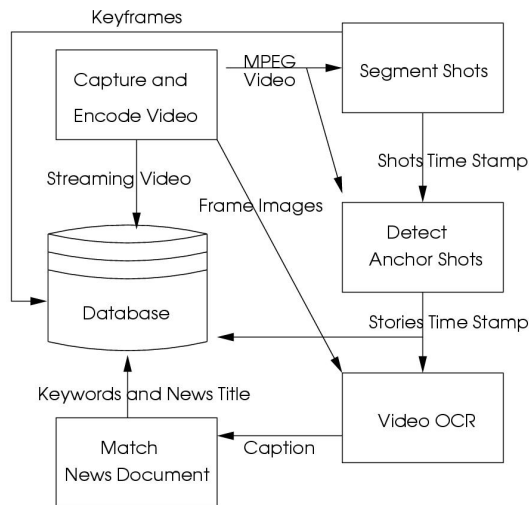 Keyframes
Capture and
Encode Video
MPEG
Video
Segment Shots
Streaming Video
Shots Time Stamp
Frame Images
Detect
Anchor Shots
Database
Stories Time Stamp
Keywords and News Title
Video OCR
Match
News Document
Caption